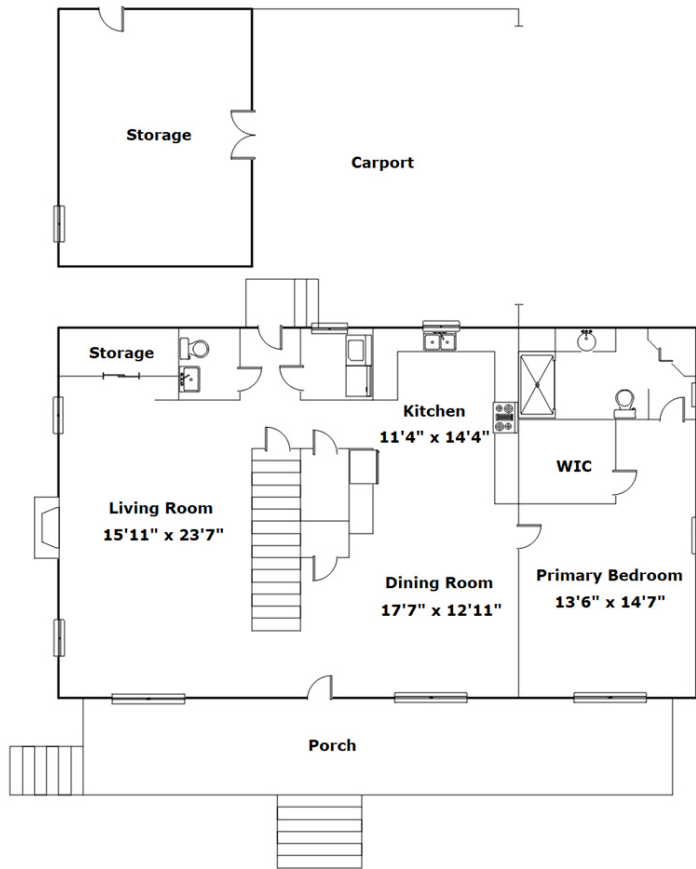 Storage
Carport
Storage
Kitchen
11'4" x 14'4"
WIC
Living Room
15'11" x 23'7"
Dining Room
17'7" x 12'11"
Primary Bedroom
13'6" x 14'7"
Porch